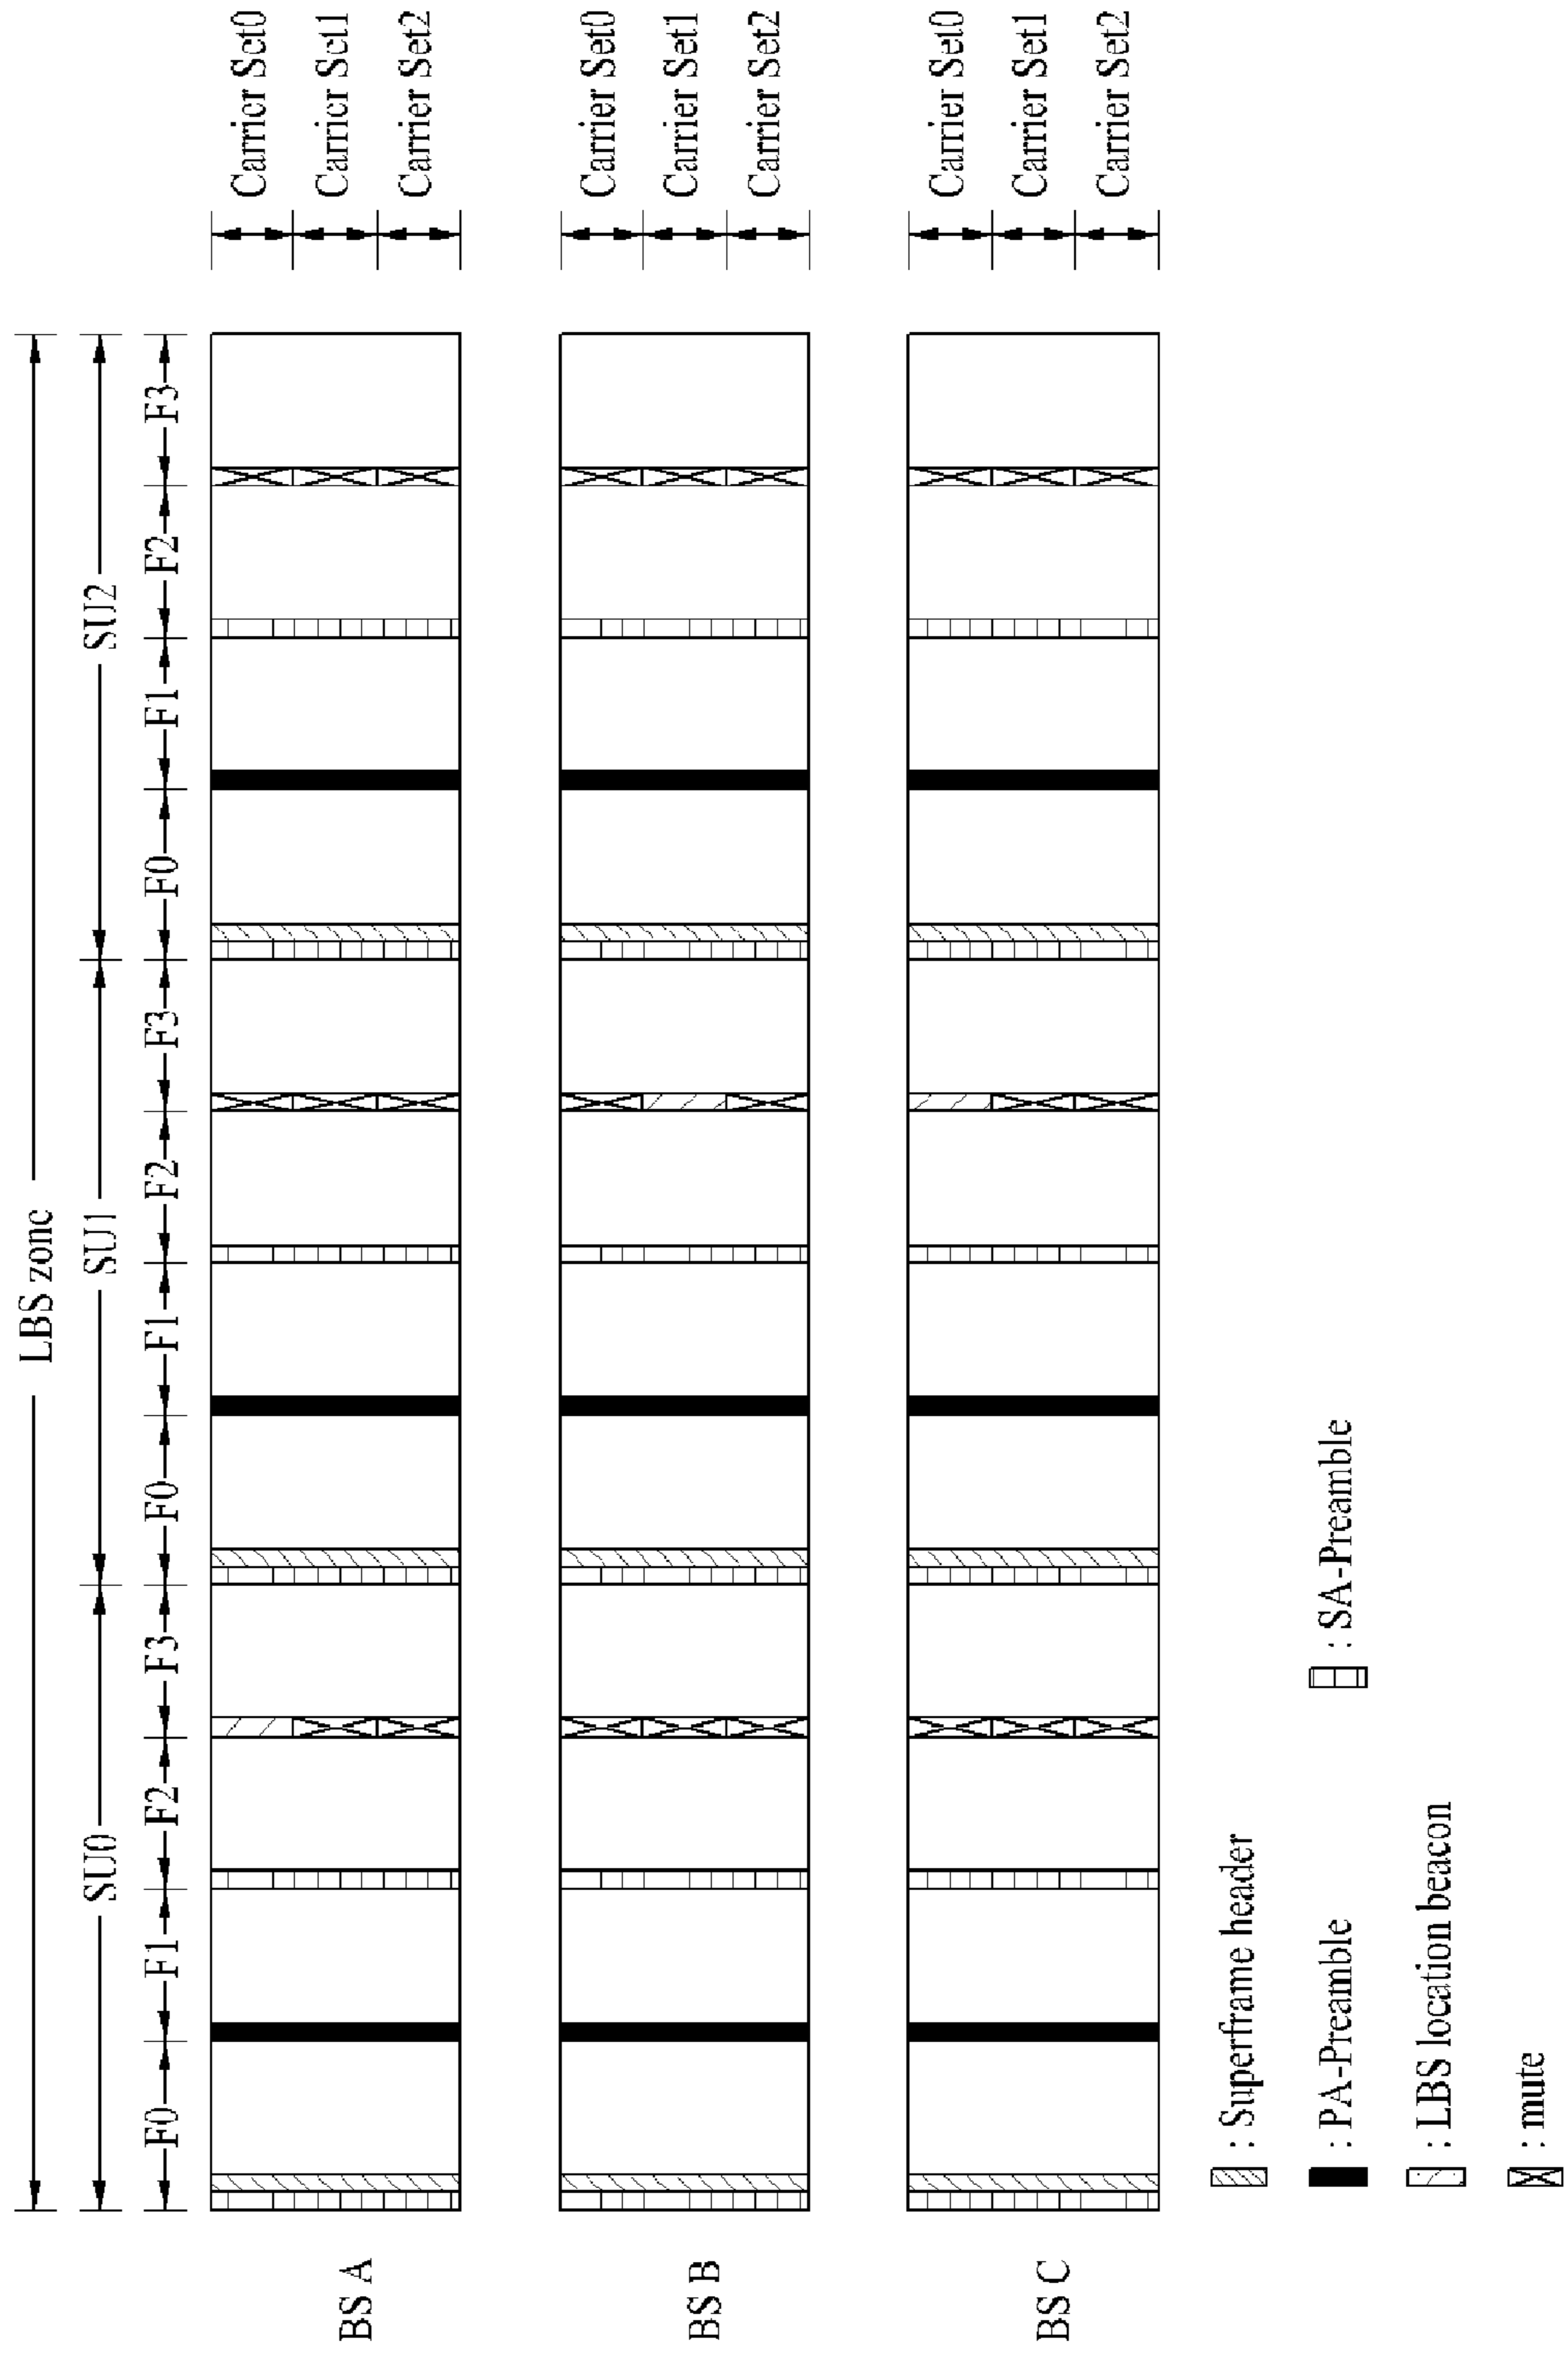 LBS zone
SU0 SU1 SU2
F0 F1 F2 F3 F0 F1 F2 F3 F0 F1 F2 F3
BS A
Carrier Set0
Carrier Set1
Carrier Set2
BS B
Carrier Set0
Carrier Set1
Carrier Set2
BS C
Carrier Set0
Carrier Set1
Carrier Set2
: Superframe header
: PA-Preamble
: SA-Preamble
: LBS location beacon
: mute